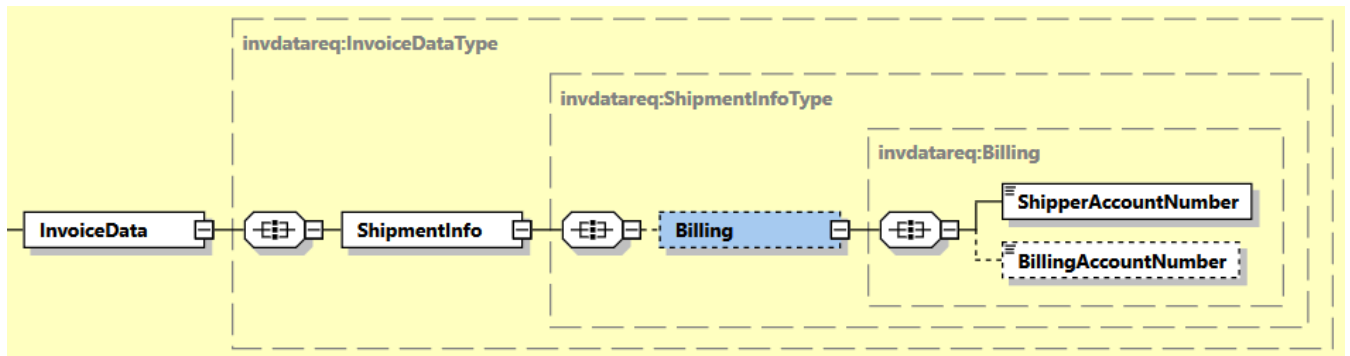 invdatareq:InvoiceDataType
invdatareq:ShipmentInfoType
invdatareq:Billing
InvoiceData
ShipmentInfo
Billing
ShipperAccountNumber
BillingAccountNumber